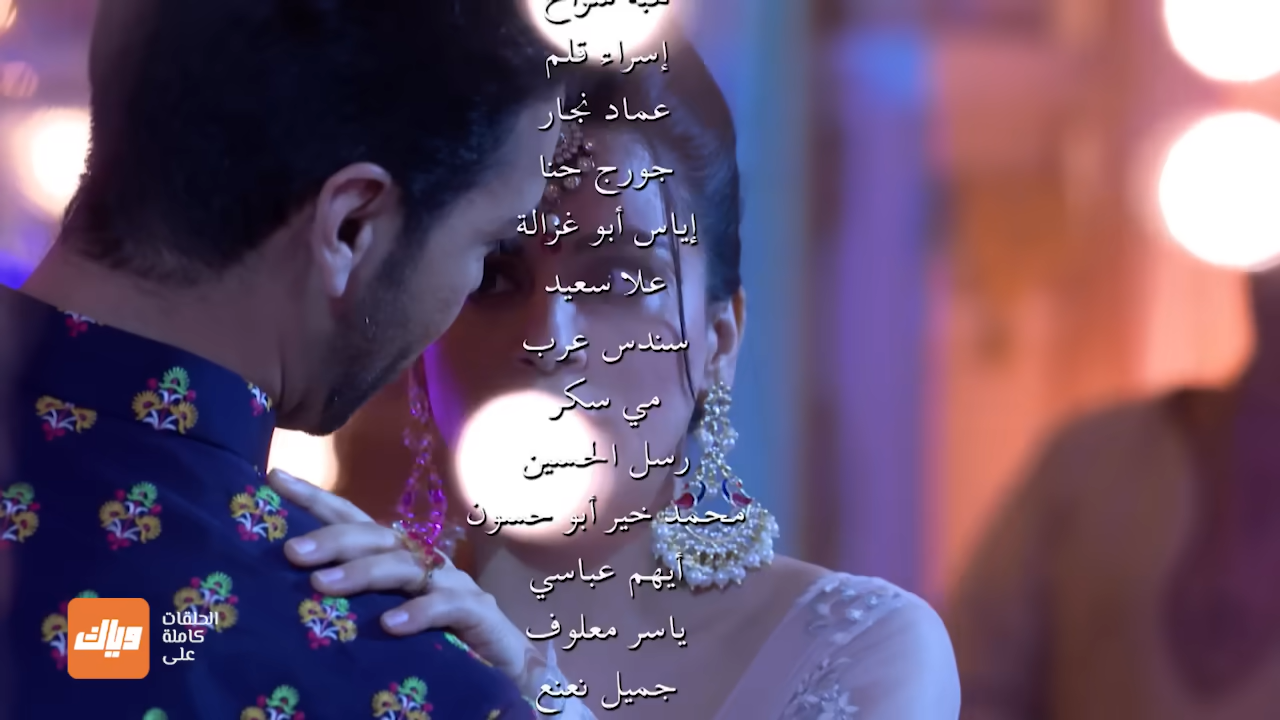 إسراء قلم
عماد نجار
جورج حنا
إياس أبو غزالة
علا سعيد
سندس عرب
مي سكر
رسل الحسين
محمد خير أبو حسون
أيهم عباسي
ياسر معلوف
جميل نعنع
وياك
الحلقات
كاملة
على